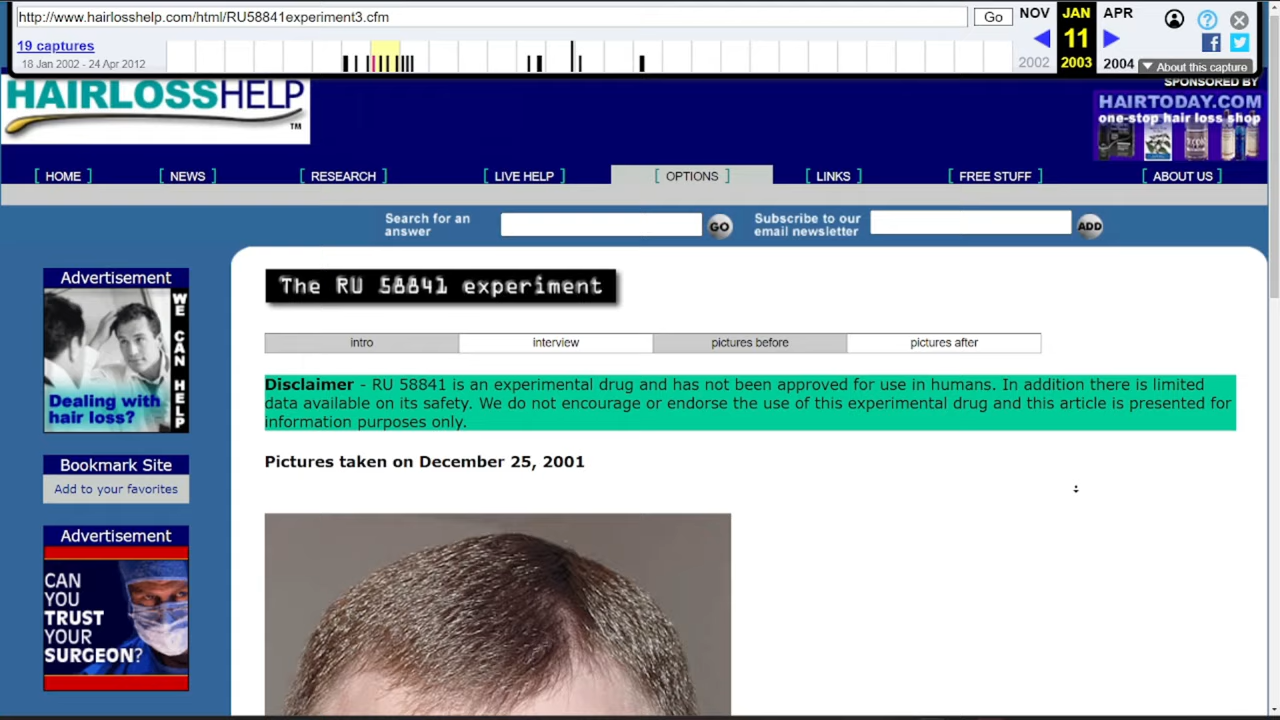 http://www.hairlosshelp.com/html/RU58841experiment3.cfm
Go
NOV
JAN
APR
19 captures
11
18 Jan 2002 - 24 Apr 2012
2002
2003
2004
About this capture
HAIRLOSSHELP
TM
SPONSORED BY
HAIRTODAY.COM
one-stop hair loss shop
[ HOME ]
[ NEWS ]
[ RESEARCH ]
[ LIVE HELP ]
[ OPTIONS ]
[ LINKS ]
[ FREE STUFF ]
[ ABOUT US ]
Search for an
answer
GO
Subscribe to our
email newsletter
ADD
Advertisement
WE CAN HELP
Dealing with
hair loss?
Bookmark Site
Add to your favorites
Advertisement
CAN
YOU
TRUST
YOUR
SURGEON?
The RU 58841 experiment
intro
interview
pictures before
pictures after
Disclaimer - RU 58841 is an experimental drug and has not been approved for use in humans. In addition there is limited
data available on its safety. We do not encourage or endorse the use of this experimental drug and this article is presented for
information purposes only.
Pictures taken on December 25, 2001